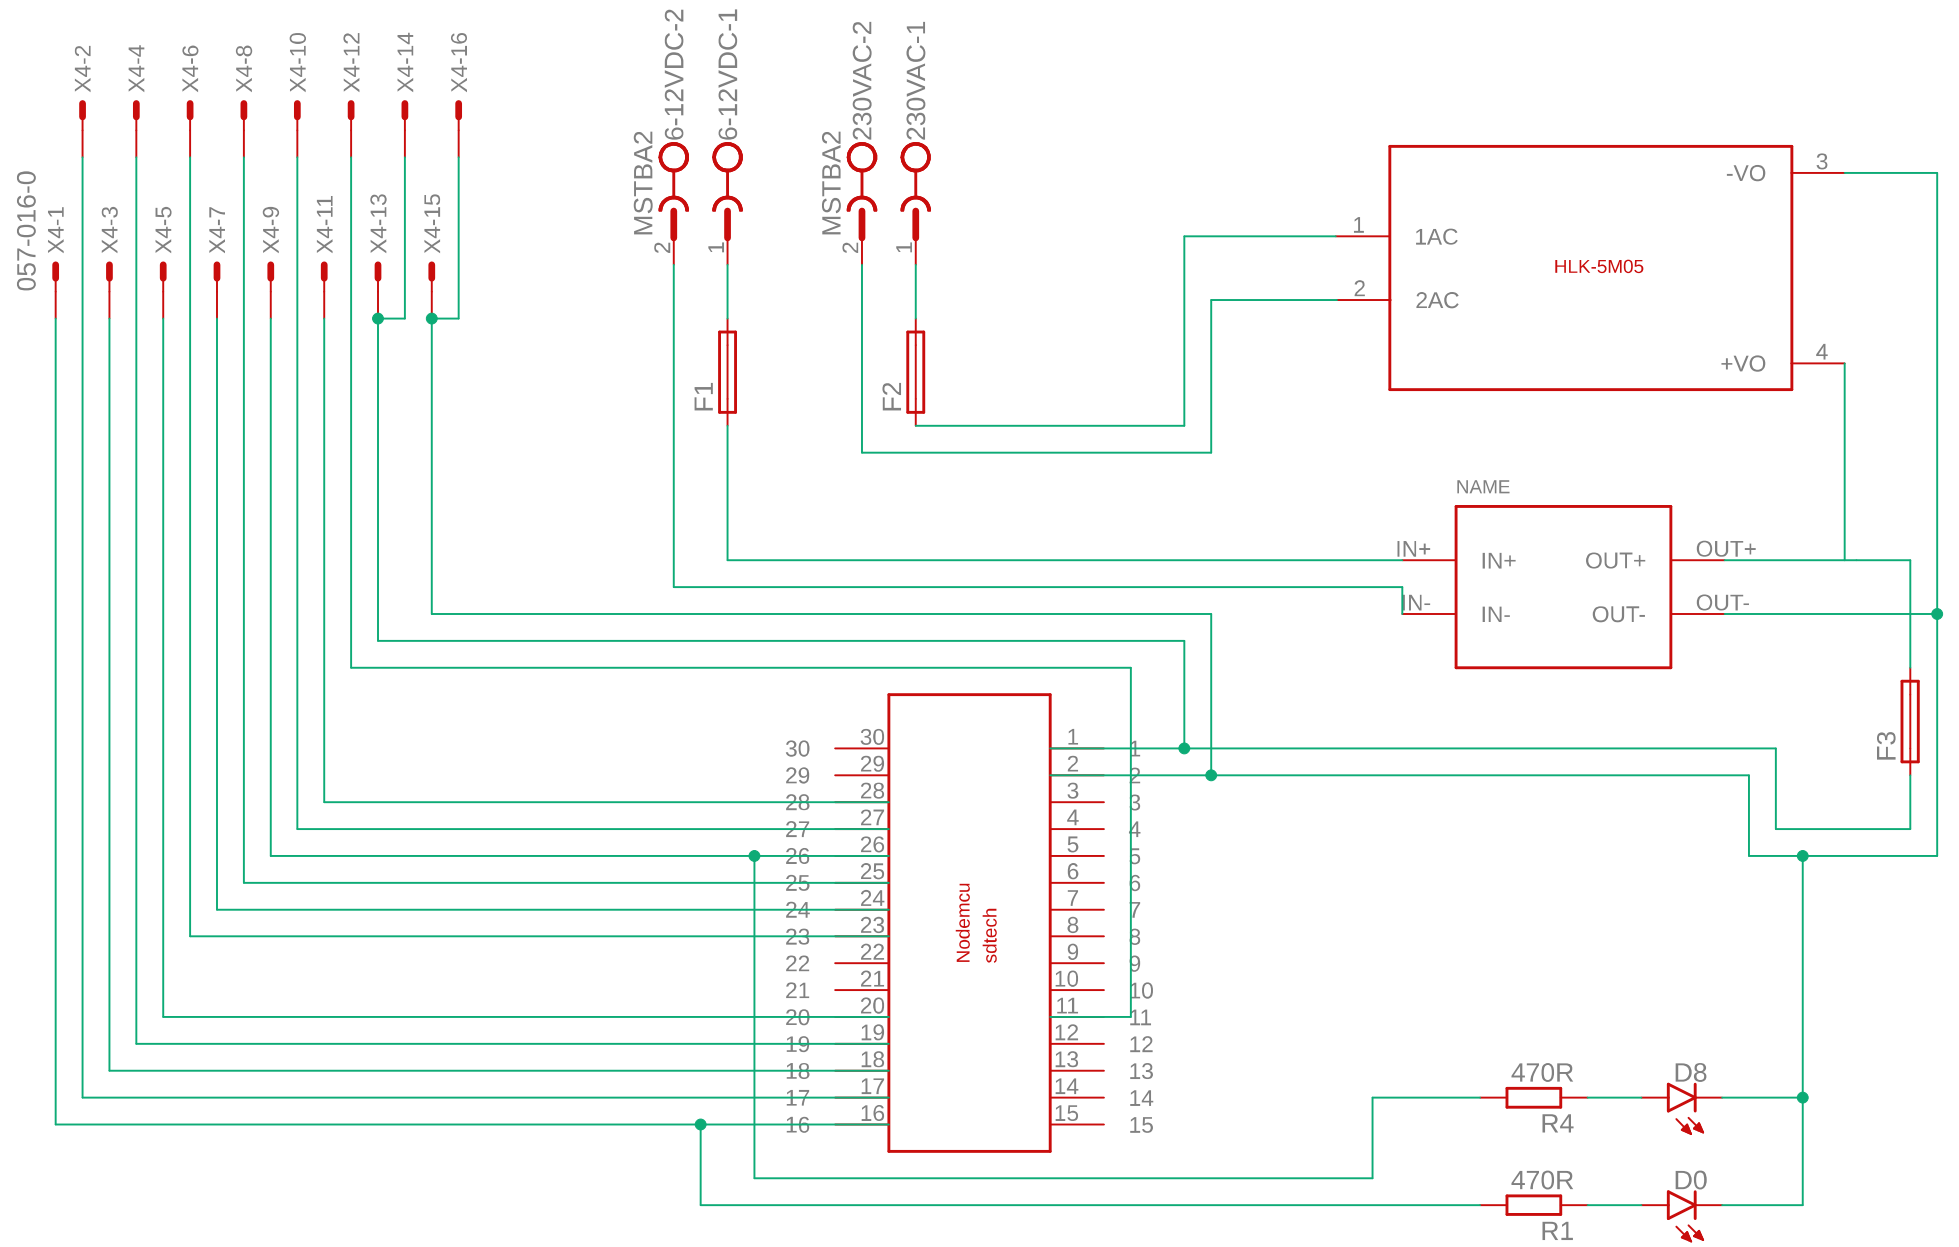 X4-2
X4-4
X4-6
X4-8
X4-10
X4-12
X4-14
X4-16
057-016-0
X4-1
X4-3
X4-5
X4-7
X4-9
X4-11
X4-13
X4-15
MSTBA2
6-12VDC-2
6-12VDC-1
2
1
MSTBA2
230VAC-2
230VAC-1
2
1
F1
F2
HLK-5M05
1 1AC
2 2AC
-VO 3
+VO 4
NAME
IN+ IN+ OUT+ OUT+
IN- IN- OUT- OUT-
F3
Nodemcu
sdtech
30 30 1 1
29 29 2 2
28 28 3 3
27 27 4 4
26 26 5 5
25 25 6 6
24 24 7 7
23 23 8 8
22 22 9 9
21 21 10 10
20 20 11 11
19 19 12 12
18 18 13 13
17 17 14 14
16 16 15 15
470R D8
R4
470R D0
R1